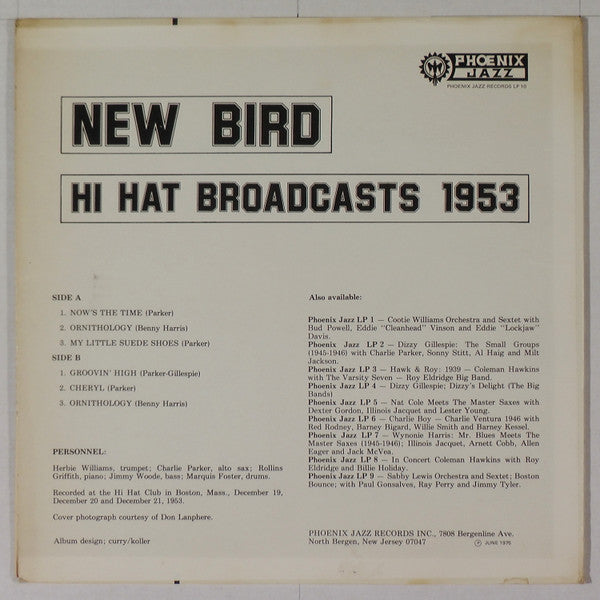 PHOENIX
JAZZ
PHOENIX JAZZ RECORDS LP 10
NEW BIRD
HI HAT BROADCASTS 1953
SIDE A
1. NOW'S THE TIME (Parker)
2. ORNITHOLOGY (Benny Harris)
3. MY LITTLE SUEDE SHOES (Parker)
SIDE B
1. GROOVIN' HIGH (Parker-Gillespie)
2. CHERYL (Parker)
3. ORNITHOLOGY (Benny Harris)
PERSONNEL:
Herbie Williams, trumpet; Charlie Parker, alto sax; Rollins
Griffith, piano; Jimmy Woode, bass; Marquis Foster, drums.
Recorded at the Hi Hat Club in Boston, Mass., December 19,
December 20 and December 21, 1953.
Cover photograph courtesy of Don Lanphere.
Album design; curry/koller
Also available:
Phoenix Jazz LP 1 — Cootie Williams Orchestra and Sextet with
Bud Powell, Eddie "Cleanhead" Vinson and Eddie "Lockjaw"
Davis.
Phoenix Jazz LP 2 — Dizzy Gillespie: The Small Groups
(1945-1946) with Charlie Parker, Sonny Stitt, Al Haig and Milt
Jackson.
Phoenix Jazz LP 3 — Hawk & Roy: 1939 — Coleman Hawkins
with The Varsity Seven — Roy Eldridge Big Band.
Phoenix Jazz LP 4 — Dizzy Gillespie; Dizzy's Delight (The Big
Bands)
Phoenix Jazz LP 5 — Nat Cole Meets The Master Saxes with
Dexter Gordon, Illinois Jacquet and Lester Young.
Phoenix Jazz LP 6 — Charlie Boy — Charlie Ventura 1946 with
Red Rodney, Barney Bigard, Willie Smith and Barney Kessel.
Phoenix Jazz LP 7 — Wynonie Harris: Mr. Blues Meets The
Master Saxes (1945-1946); Illinois Jacquet, Arnett Cobb, Allen
Eager and Jack McVea.
Phoenix Jazz LP 8 — In Concert Coleman Hawkins with Roy
Eldridge and Billie Holiday.
Phoenix Jazz LP 9 — Sabby Lewis Orchestra and Sextet; Boston
Bounce; with Paul Gonsalves, Ray Perry and Jimmy Tyler.
PHOENIX JAZZ RECORDS INC., 7808 Bergenline Ave.
North Bergen, New Jersey 07047
Ⓟ JUNE 1976